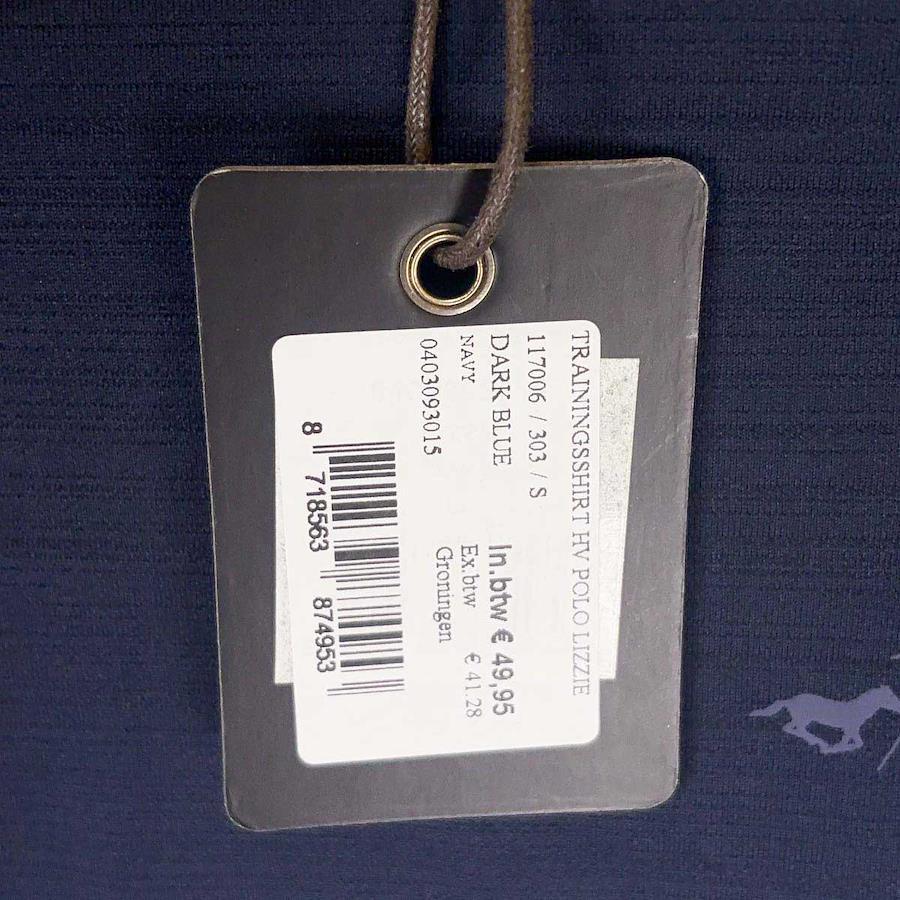 TRAININGSSHIRT HV POLO LIZZIE
117006 / 303 / S
DARK BLUE
In.btw € 49,95
NAVY
Ex.btw € 41.28
0403093015
Groningen
8 718563 874953